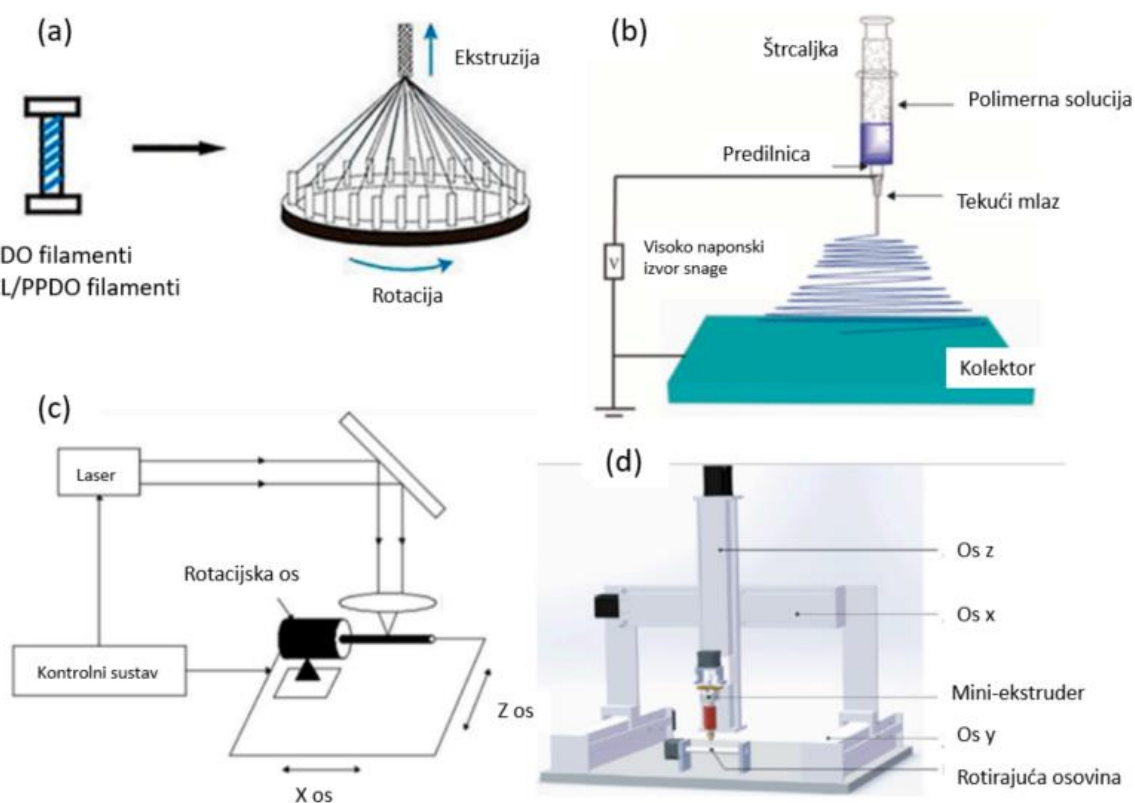 (a)
Ekstruzija
DO filamenti
L/PPDO filamenti
Rotacija
(b)
Štrcaljka
Polimerna solucija
Predilnica
Tekući mlaz
Visoko naponski
izvor snage
V
Kolektor
(c)
Laser
Rotacijska os
Kontrolni sustav
Z os
X os
(d)
Os z
Os x
Mini-ekstruder
Os y
Rotirajuća osovina